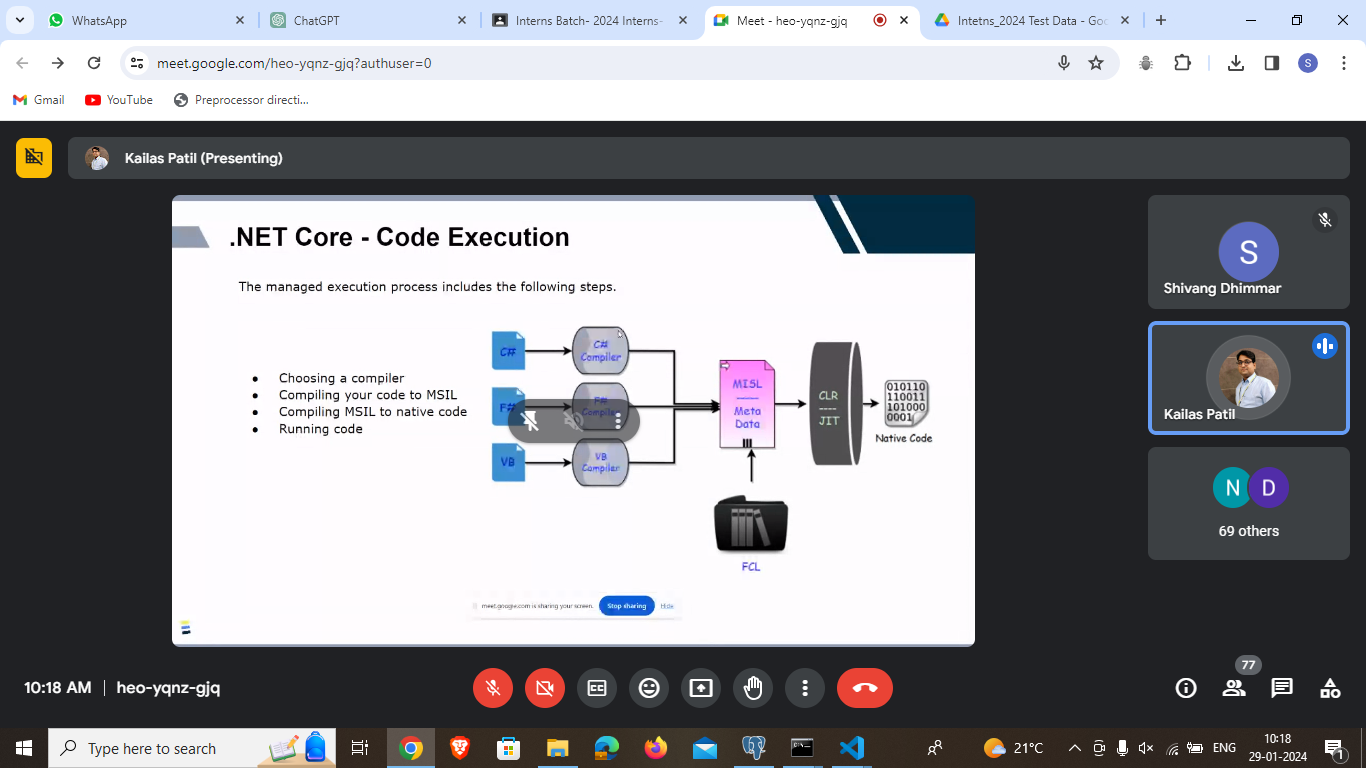 WhatsApp
ChatGPT
Interns Batch- 2024 Interns-
Meet - heo-yqnz-gjq
Intetns_2024 Test Data - Goo
meet.google.com/heo-yqnz-gjq?authuser=0
S
Gmail
YouTube
Preprocessor directi...
Kailas Patil (Presenting)
.NET Core - Code Execution
The managed execution process includes the following steps.
• Choosing a compiler
• Compiling your code to MSIL
• Compiling MSIL to native code
• Running code
C#
C#
Compiler
F#
F#
Compiler
VB
VB
Compiler
MISL
-----
Meta
Data
FCL
CLR
----
JIT
010110
110011
101000
0001
Native Code
meet.google.com is sharing your screen.
Stop sharing
Hide
S
Shivang Dhimmar
Kailas Patil
N
D
69 others
10:18 AM
heo-yqnz-gjq
77
Type here to search
21°C
ENG
10:18
29-01-2024
1